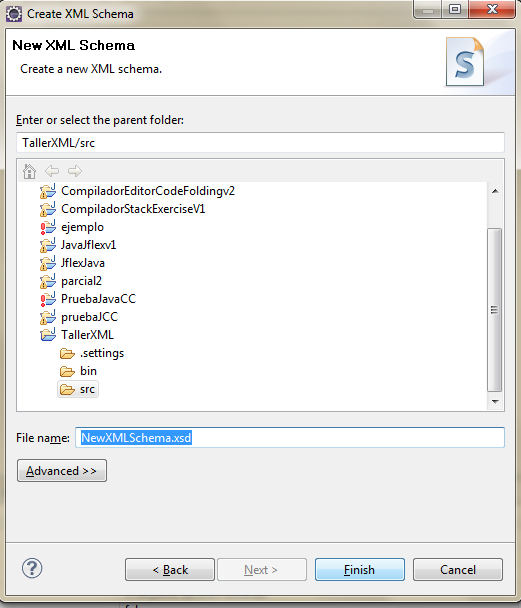 Create XML Schema
New XML Schema
Create a new XML schema.
S
Enter or select the parent folder:
TallerXML/src
CompiladorEditorCodeFoldingv2
CompiladorStackExerciseV1
ejemplo
JavaJflexv1
JflexJava
parcial2
PruebaJavaCC
pruebaJCC
TallerXML
.settings
bin
src
File name: NewXMLSchema.xsd
Advanced >>
? < Back Next > Finish Cancel